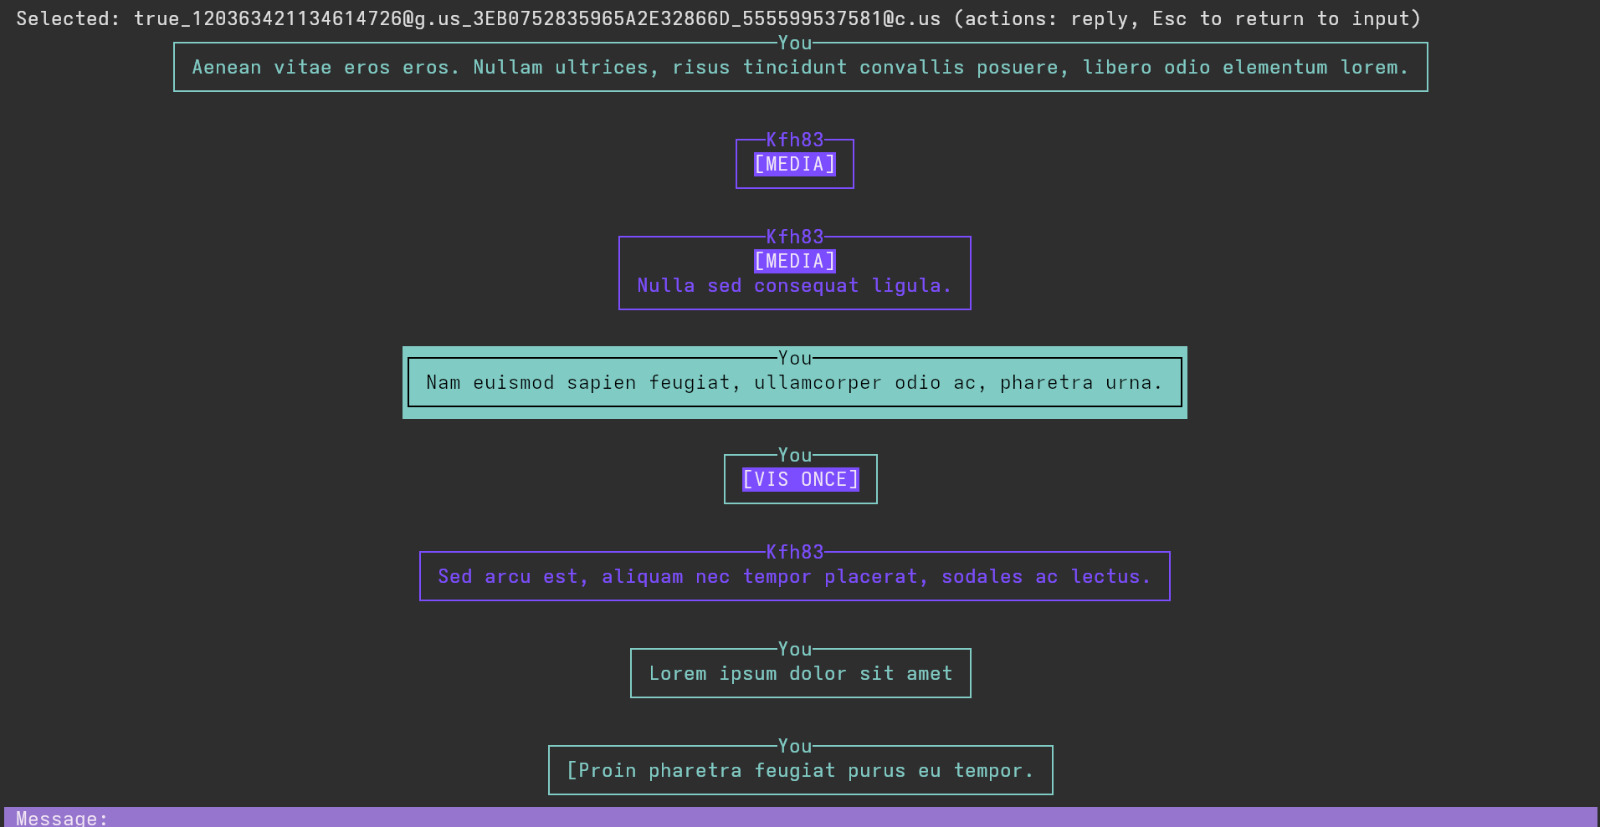 Selected: true_120363421134614726@g.us_3EB0752835965A2E32866D_555599537581@c.us (actions: reply, Esc to return to input)
You
Aenean vitae eros eros. Nullam ultrices, risus tincidunt convallis posuere, libero odio elementum lorem.
Kfh83
[MEDIA]
Kfh83
[MEDIA]
Nulla sed consequat ligula.
You
Nam euismod sapien feugiat, ullamcorper odio ac, pharetra urna.
You
[VIS ONCE]
Kfh83
Sed arcu est, aliquam nec tempor placerat, sodales ac lectus.
You
Lorem ipsum dolor sit amet
You
[Proin pharetra feugiat purus eu tempor.
Message: